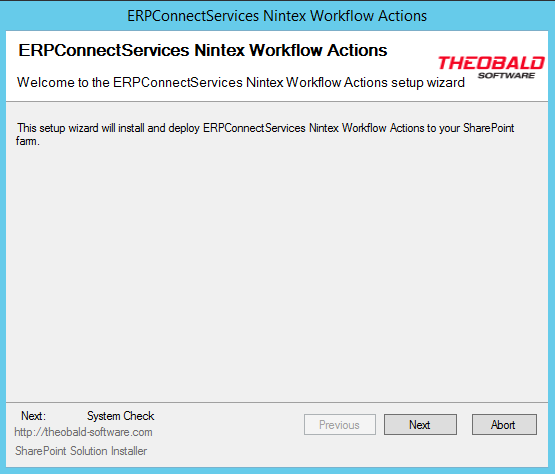 ERPConnectServices Nintex Workflow Actions
ERPConnectServices Nintex Workflow Actions
THEOBALD
SOFTWARE
Welcome to the ERPConnectServices Nintex Workflow Actions setup wizard
This setup wizard will install and deploy ERPConnectServices Nintex Workflow Actions to your SharePoint
farm.
Next: System Check
http://theobald-software.com
Previous Next Abort
SharePoint Solution Installer